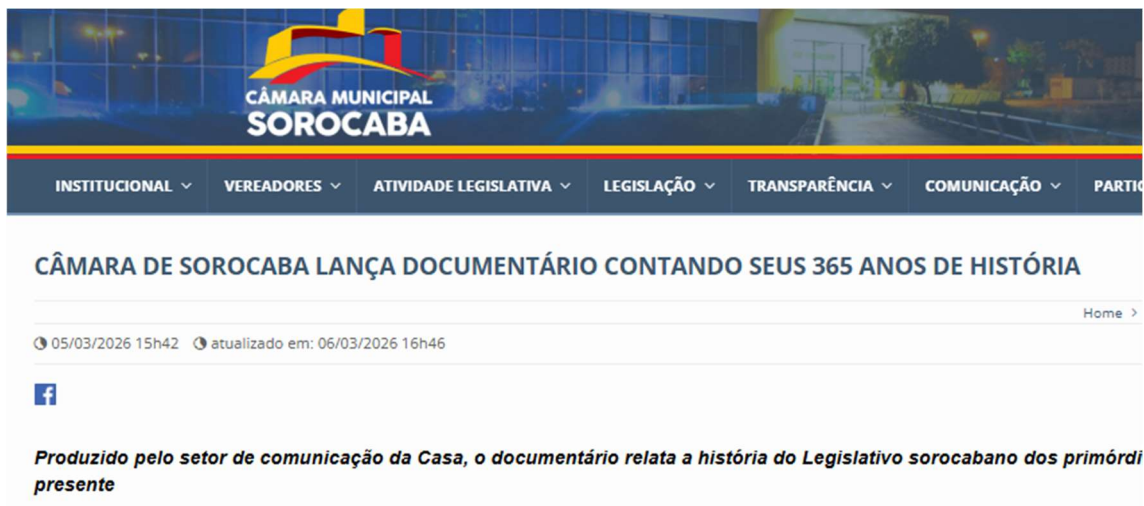 CÂMARA MUNICIPAL
SOROCABA
INSTITUCIONAL VEREADORES ATIVIDADE LEGISLATIVA LEGISLAÇÃO TRANSPARÊNCIA COMUNICAÇÃO
CÂMARA DE SOROCABA LANÇA DOCUMENTÁRIO CONTANDO SEUS 365 ANOS DE HISTÓRIA
Home >
05/03/2026 15h42 atualizado em: 06/03/2026 16h46
Produzido pelo setor de comunicação da Casa, o documentário relata a história do Legislativo sorocabano dos
presente